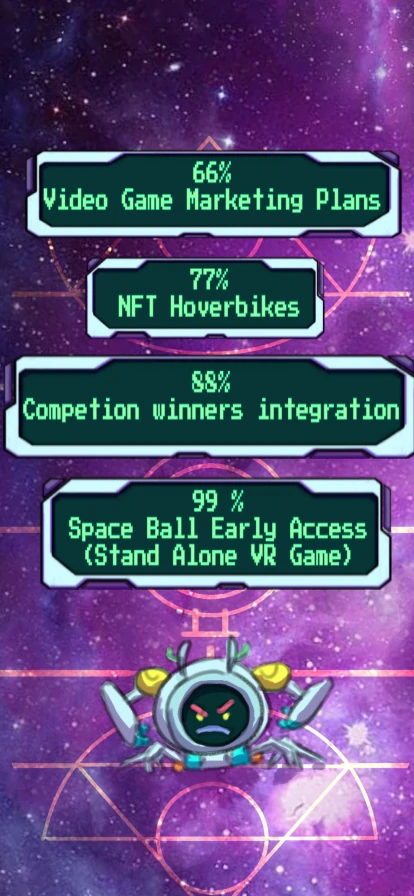 66%
Video Game Marketing Plans
77%
NFT Hoverbikes
88%
Competion winners integration
99 %
Space Ball Early Access
(Stand Alone VR Game)